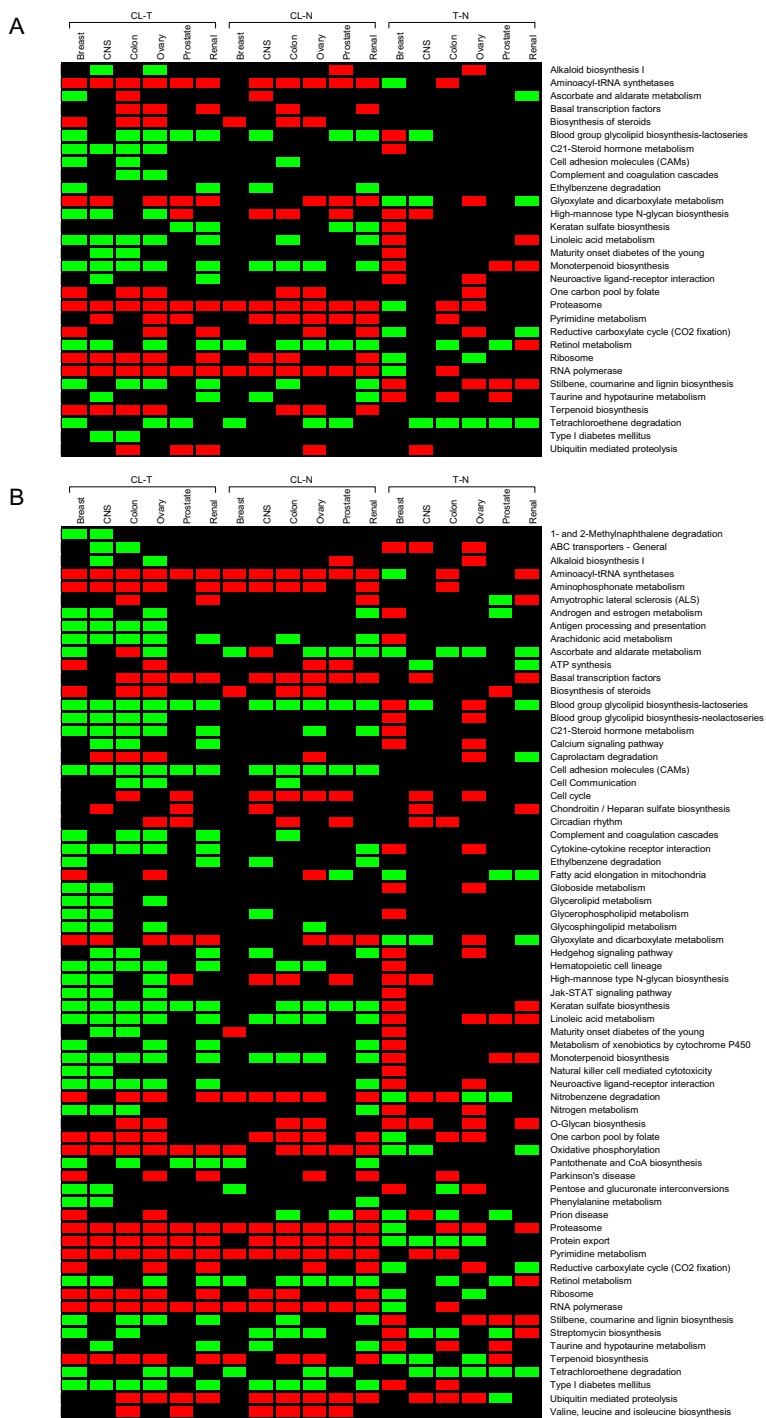 A
CL-T CL-N T-N
Breast CNS Colon Ovary Prostate Renal Breast CNS Colon Ovary Prostate Renal Breast CNS Colon Ovary Prostate Renal
Alkaloid biosynthesis I
Aminoacyl-tRNA synthetases
Ascorbate and aldarate metabolism
Basal transcription factors
Biosynthesis of steroids
Blood group glycolipid biosynthesis-lactoseries
C21-Steroid hormone metabolism
Cell adhesion molecules (CAMs)
Complement and coagulation cascades
Ethylbenzene degradation
Glyoxylate and dicarboxylate metabolism
High-mannose type N-glycan biosynthesis
Keratan sulfate biosynthesis
Linoleic acid metabolism
Maturity onset diabetes of the young
Monoterpenoid biosynthesis
Neuroactive ligand-receptor interaction
One carbon pool by folate
Proteasome
Pyrimidine metabolism
Reductive carboxylate cycle (CO2 fixation)
Retinol metabolism
Ribosome
RNA polymerase
Stilbene, coumarine and lignin biosynthesis
Taurine and hypotaurine metabolism
Terpenoid biosynthesis
Tetrachloroethene degradation
Type I diabetes mellitus
Ubiquitin mediated proteolysis
B
CL-T CL-N T-N
Breast CNS Colon Ovary Prostate Renal Breast CNS Colon Ovary Prostate Renal Breast CNS Colon Ovary Prostate Renal
1- and 2-Methylnaphthalene degradation
ABC transporters - General
Alkaloid biosynthesis I
Aminoacyl-tRNA synthetases
Aminophosphonate metabolism
Amyotrophic lateral sclerosis (ALS)
Androgen and estrogen metabolism
Antigen processing and presentation
Arachidonic acid metabolism
Ascorbate and aldarate metabolism
ATP synthesis
Basal transcription factors
Biosynthesis of steroids
Blood group glycolipid biosynthesis-lactoseries
Blood group glycolipid biosynthesis-neolactoseries
C21-Steroid hormone metabolism
Calcium signaling pathway
Caprolactam degradation
Cell adhesion molecules (CAMs)
Cell Communication
Cell cycle
Chondroitin / Heparan sulfate biosynthesis
Circadian rhythm
Complement and coagulation cascades
Cytokine-cytokine receptor interaction
Ethylbenzene degradation
Fatty acid elongation in mitochondria
Globoside metabolism
Glycerolipid metabolism
Glycerophospholipid metabolism
Glycosphingolipid metabolism
Glyoxylate and dicarboxylate metabolism
Hedgehog signaling pathway
Hematopoietic cell lineage
High-mannose type N-glycan biosynthesis
Jak-STAT signaling pathway
Keratan sulfate biosynthesis
Linoleic acid metabolism
Maturity onset diabetes of the young
Metabolism of xenobiotics by cytochrome P450
Monoterpenoid biosynthesis
Natural killer cell mediated cytotoxicity
Neuroactive ligand-receptor interaction
Nitrobenzene degradation
Nitrogen metabolism
O-Glycan biosynthesis
One carbon pool by folate
Oxidative phosphorylation
Pantothenate and CoA biosynthesis
Parkinson's disease
Pentose and glucuronate interconversions
Phenylalanine metabolism
Prion disease
Proteasome
Protein export
Pyrimidine metabolism
Reductive carboxylate cycle (CO2 fixation)
Retinol metabolism
Ribosome
RNA polymerase
Stilbene, coumarine and lignin biosynthesis
Streptomycin biosynthesis
Taurine and hypotaurine metabolism
Terpenoid biosynthesis
Tetrachloroethene degradation
Type I diabetes mellitus
Ubiquitin mediated proteolysis
Valine, leucine and isoleucine biosynthesis